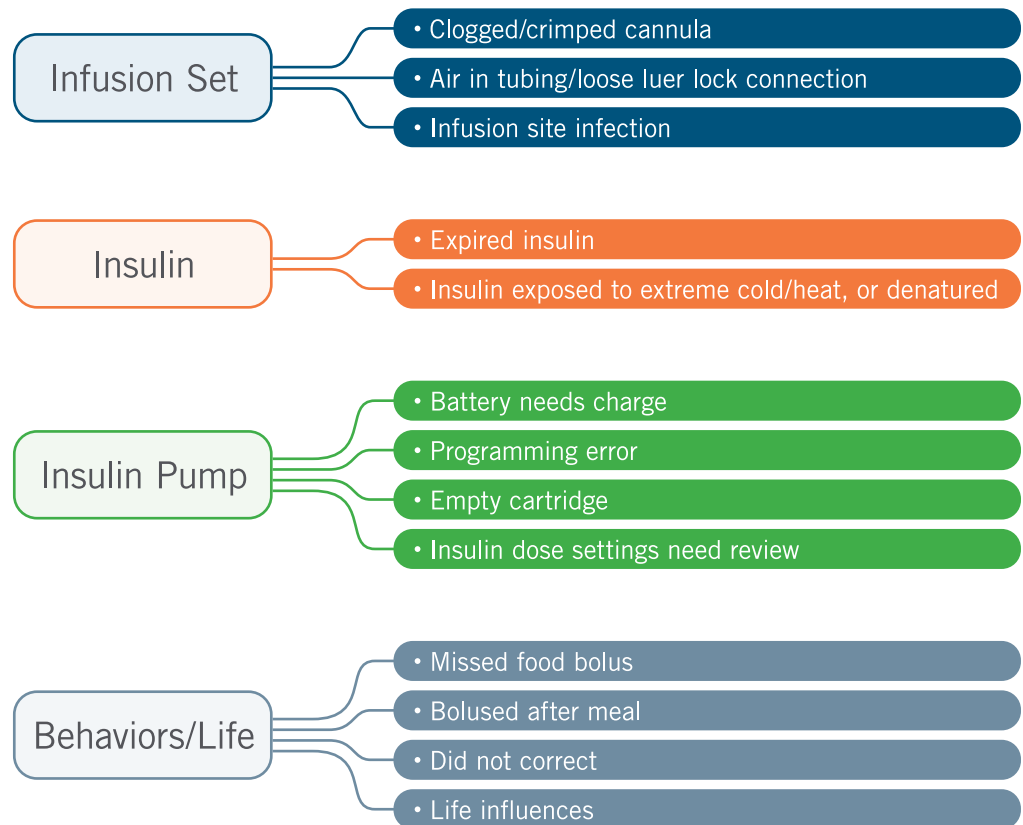 Infusion Set
• Clogged/crimped cannula
• Air in tubing/loose luer lock connection
• Infusion site infection
Insulin
• Expired insulin
• Insulin exposed to extreme cold/heat, or denatured
Insulin Pump
• Battery needs charge
• Programming error
• Empty cartridge
• Insulin dose settings need review
Behaviors/Life
• Missed food bolus
• Bolused after meal
• Did not correct
• Life influences